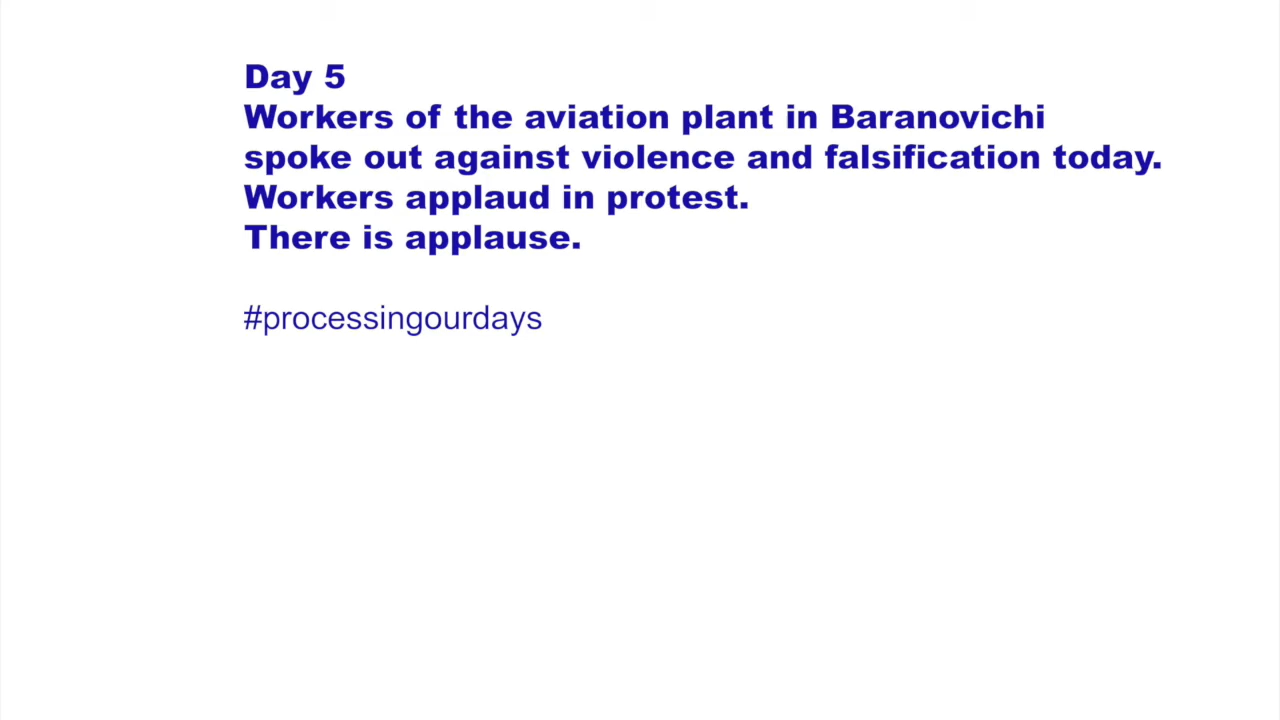 Day 5
Workers of the aviation plant in Baranovichi
spoke out against violence and falsification today.
Workers applaud in protest.
There is applause.
#processingourdays